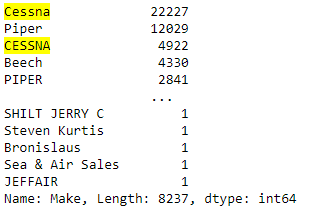 Cessna 22227
Piper 12029
CESSNA 4922
Beech 4330
PIPER 2841
...
SHILT JERRY C 1
Steven Kurtis 1
Bronislaus 1
Sea & Air Sales 1
JEFFAIR 1
Name: Make, Length: 8237, dtype: int64